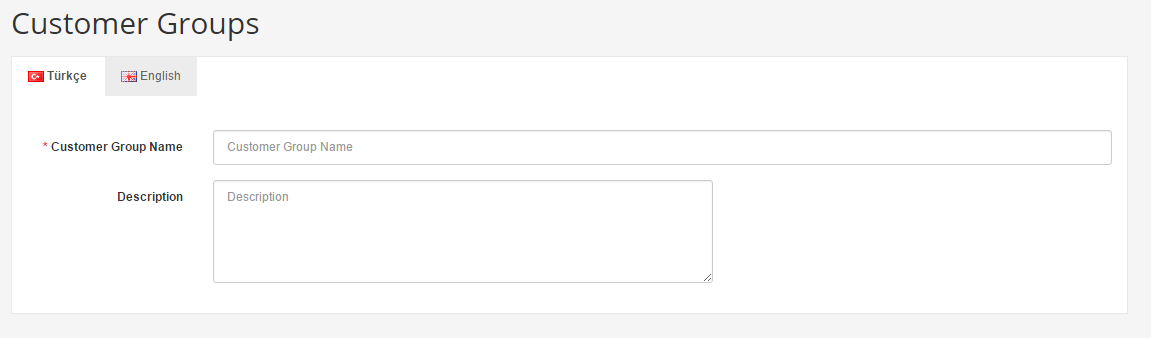 Customer Groups
Türkçe English
* Customer Group Name Customer Group Name
Description Description